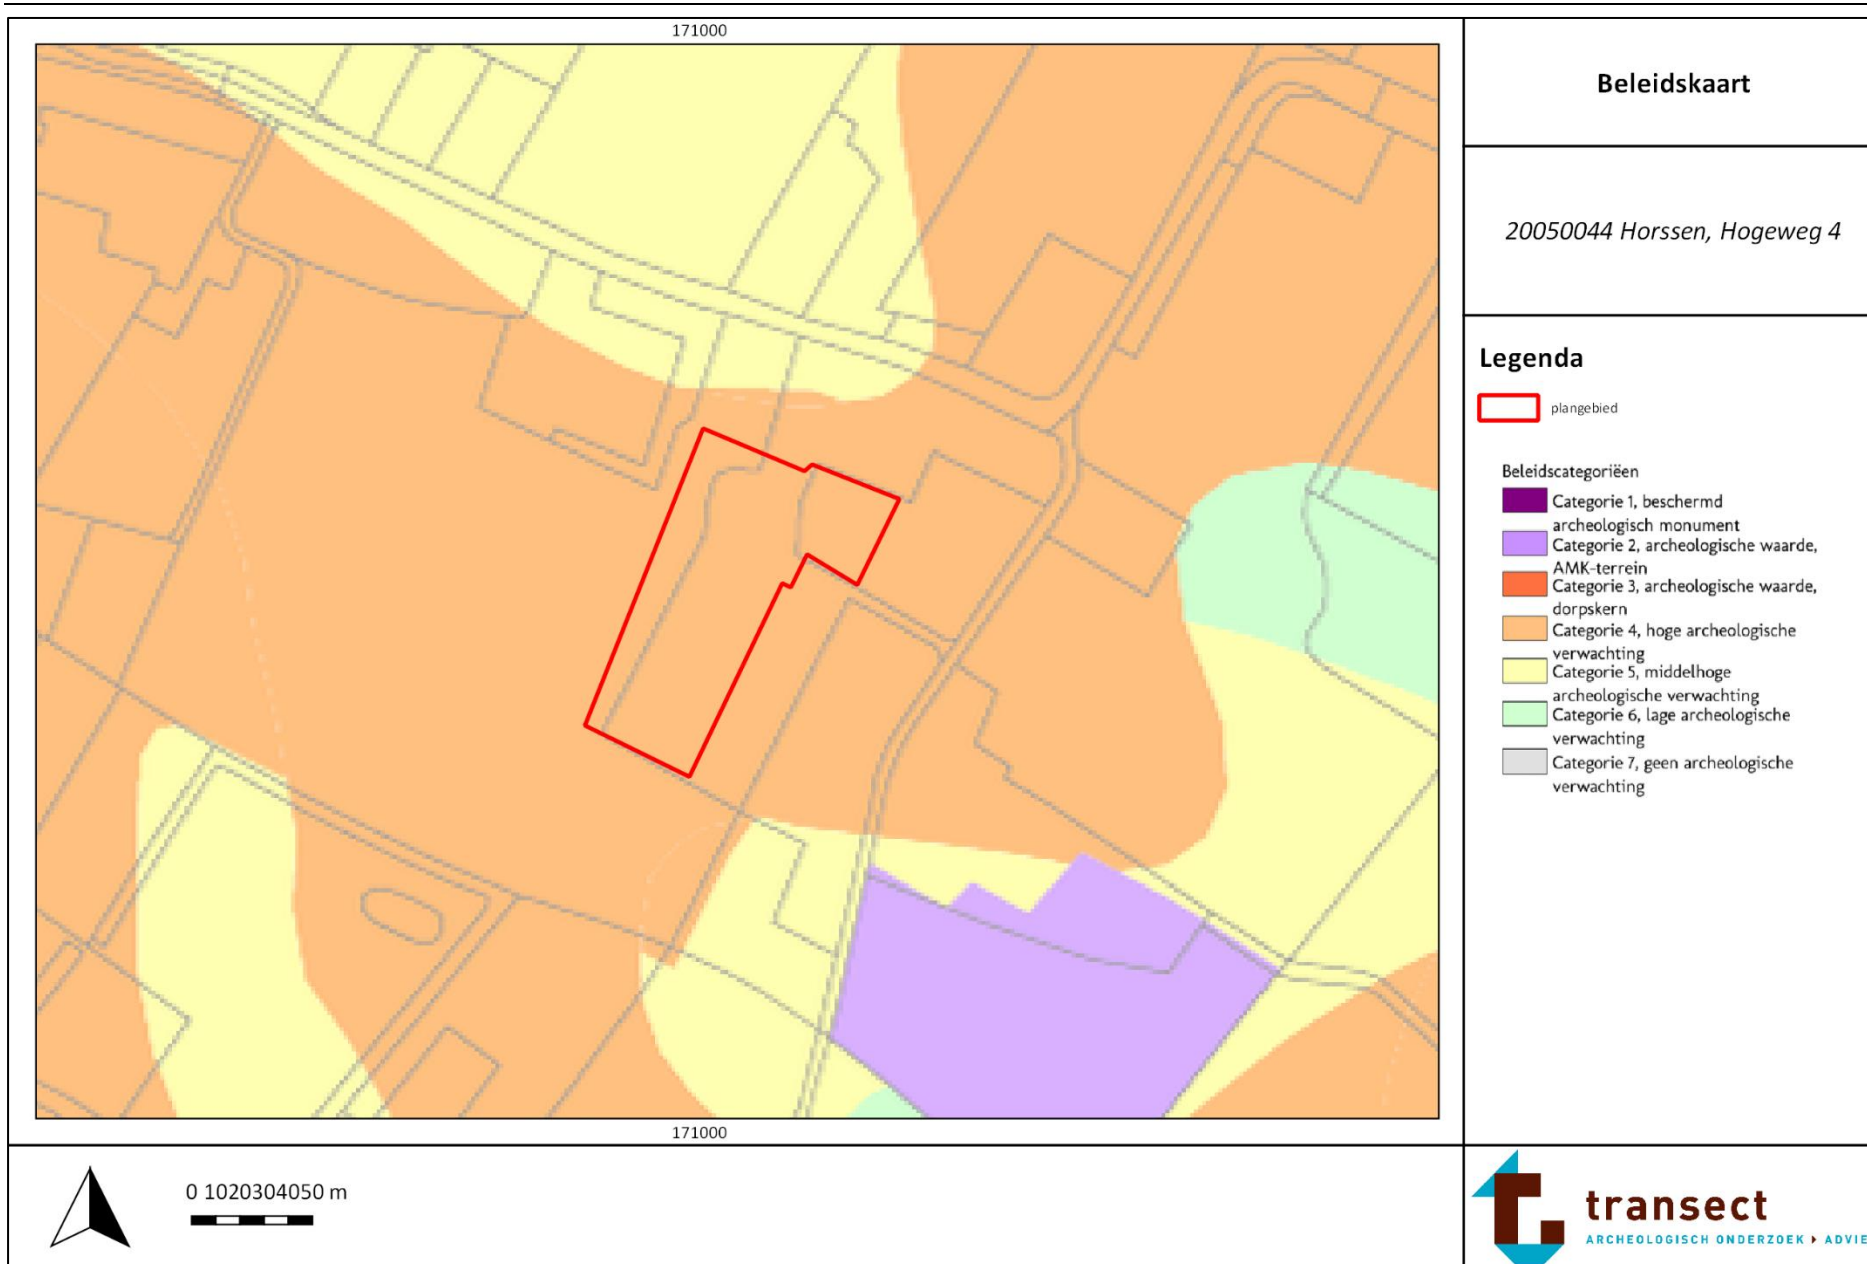 171000
Beleidskaart
20050044 Horssen, Hogeweg 4
Legenda
plangebied
Beleidscategorieën
Categorie 1, beschermd
archeologisch monument
Categorie 2, archeologische waarde,
AMK-terrein
Categorie 3, archeologische waarde,
dorpskern
Categorie 4, hoge archeologische
verwachting
Categorie 5, middelhoge
archeologische verwachting
Categorie 6, lage archeologische
verwachting
Categorie 7, geen archeologische
verwachting
171000
0 1020304050 m
transect
ARCHEOLOGISCH ONDERZOEK ADVIE